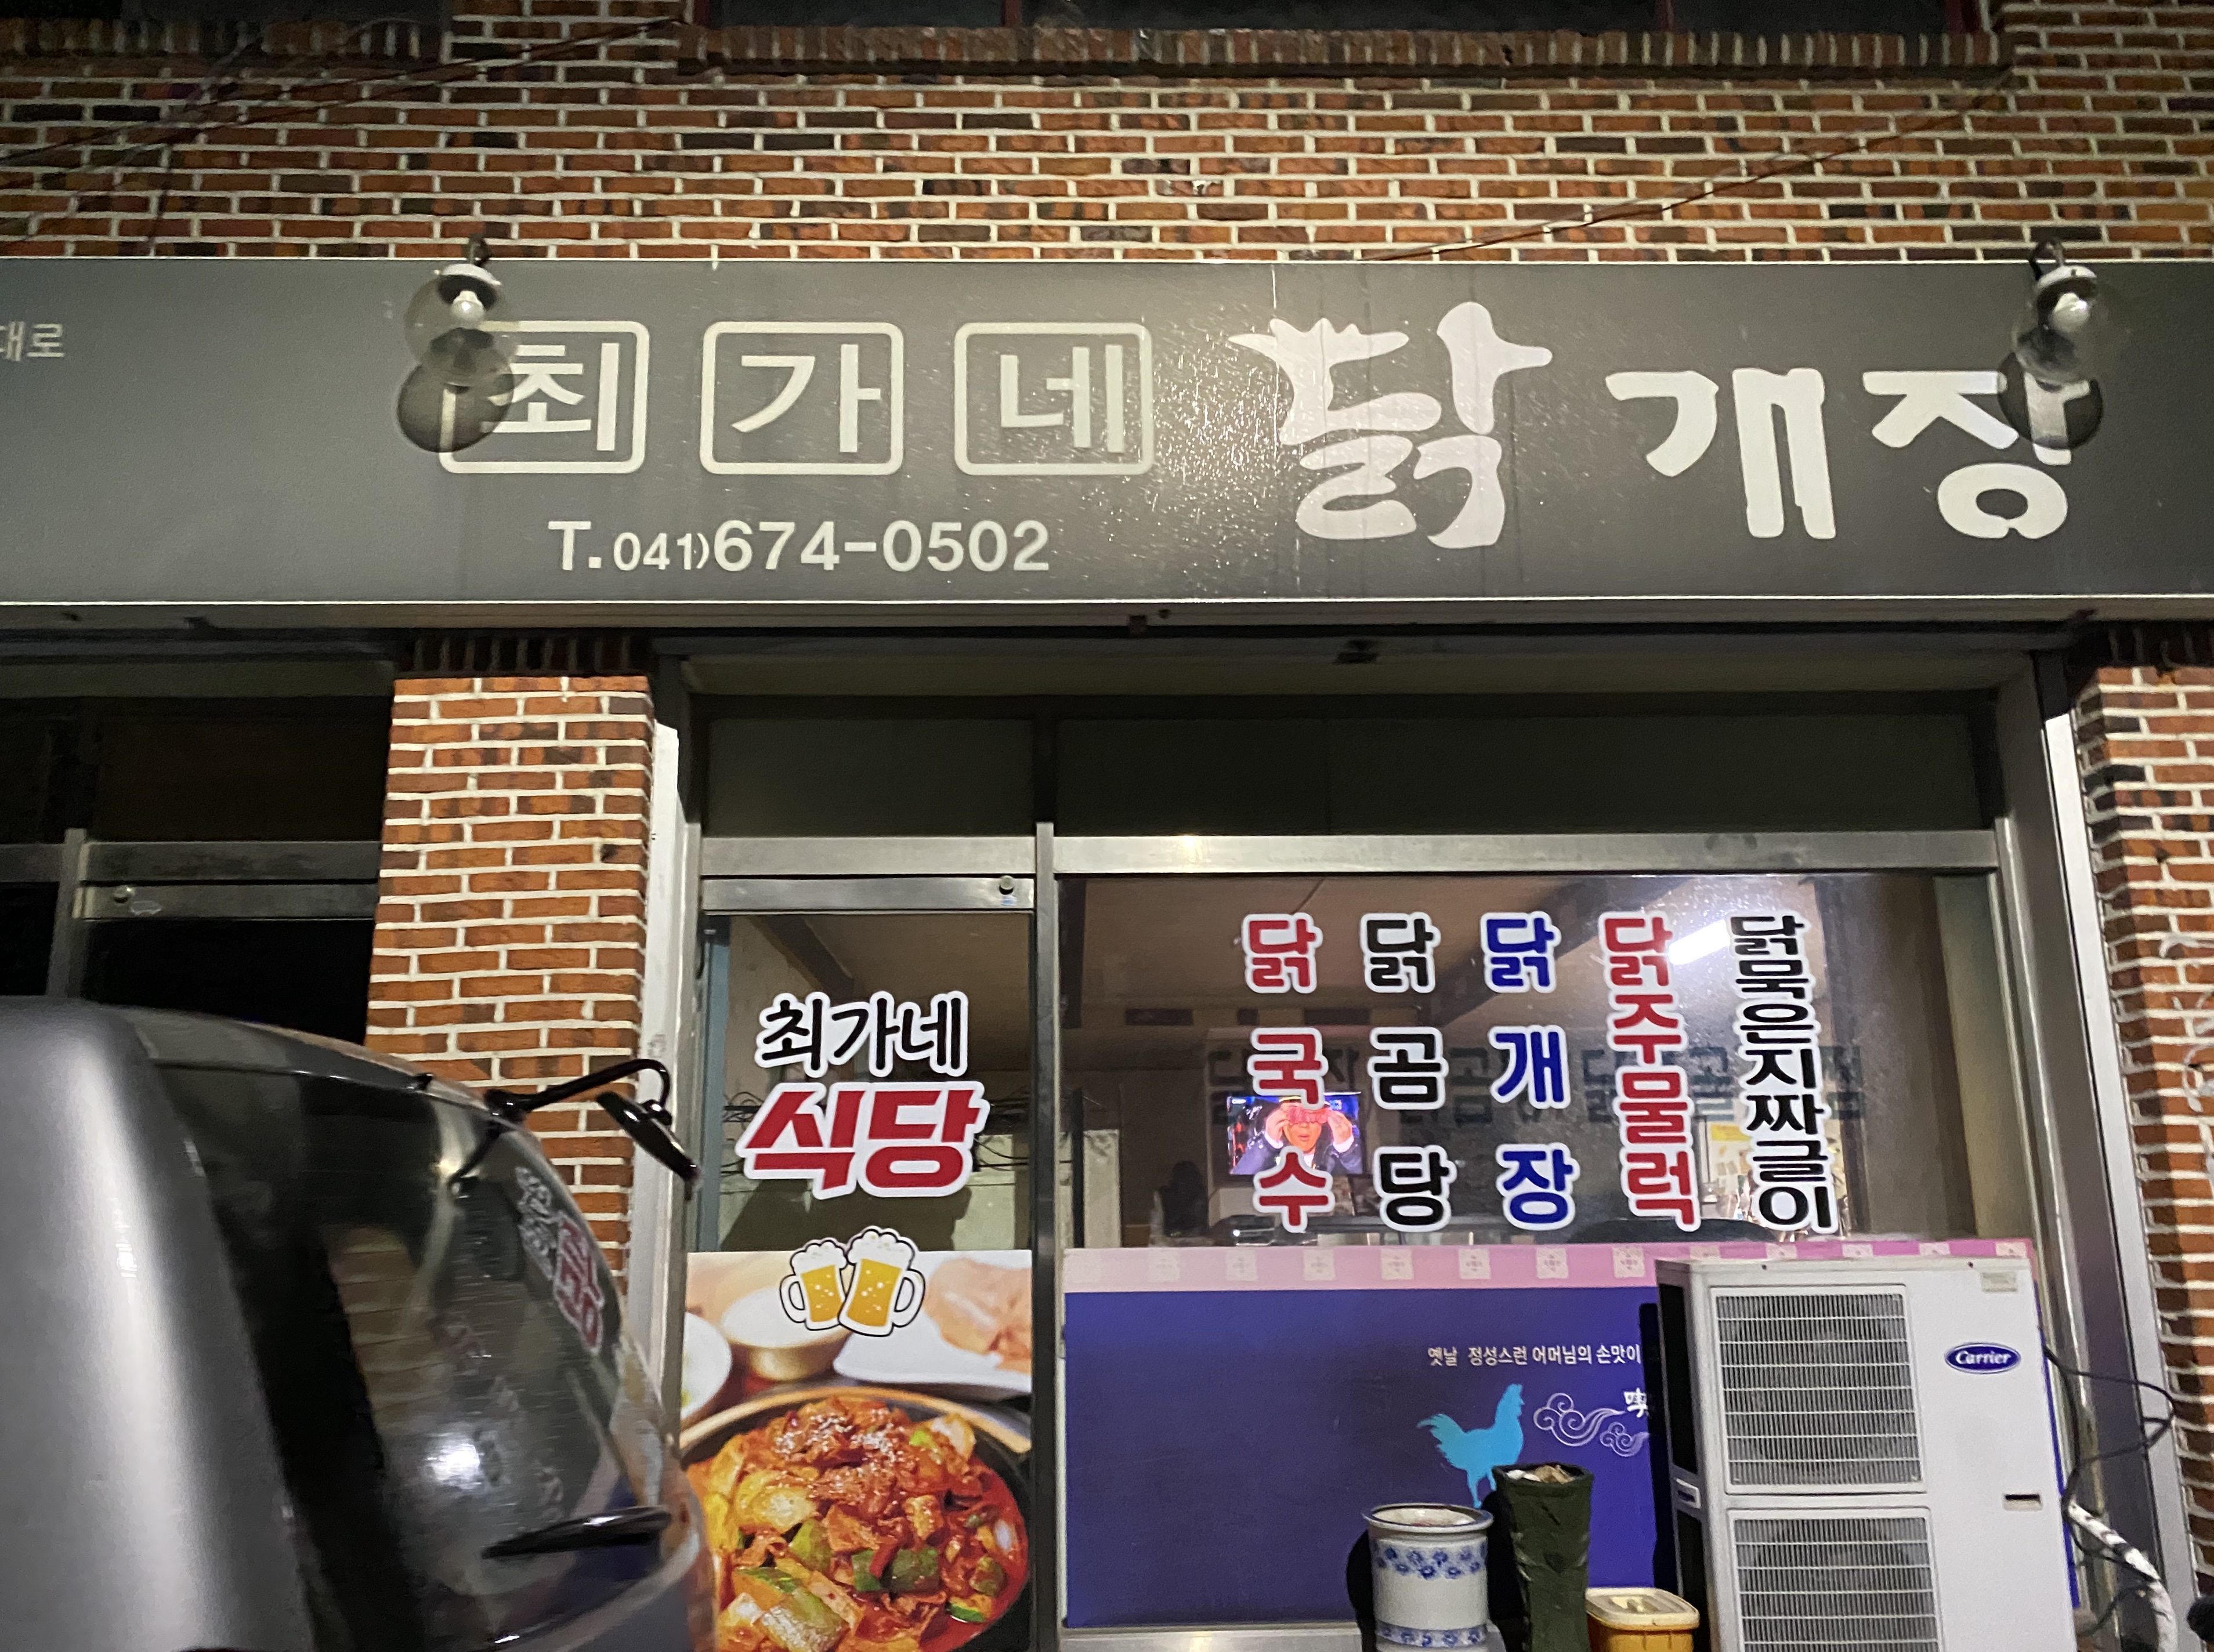 대로
최가네 닭개장
T.041)674-0502
최가네
식당
닭국수
닭곰탕
닭개장
닭주물럭
닭묵은지짜글이
옛날 정성스런 어머님의 손맛이
Carrier